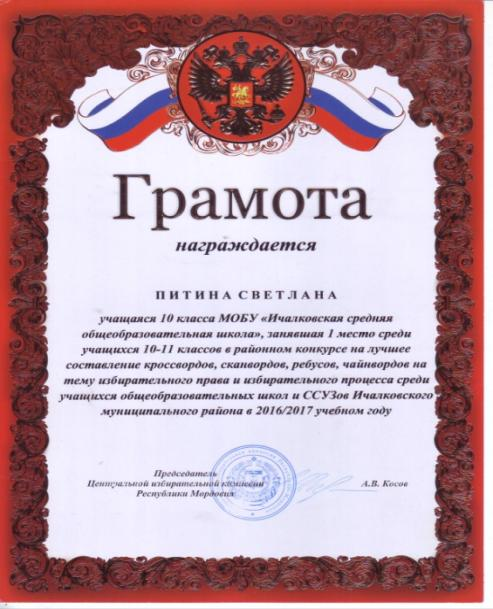 Грамота
награждается
ПИТИНА СВЕТЛАНА
учащаяся 10 класса МОБУ «Ичалковская средняя
общеобразовательная школа», занявшая 1 место среди
учащихся 10-11 классов в районном конкурсе на лучшее
составление кроссвордов, сканвордов, ребусов, чайнвордов на
тему избирательного права и избирательного процесса среди
учащихся общеобразовательных школ и ССУЗов Ичалковского
муниципального района в 2016/2017 учебном году
Председатель
Центральной избирательной комиссии
Республики Мордовия
А.В. Косов